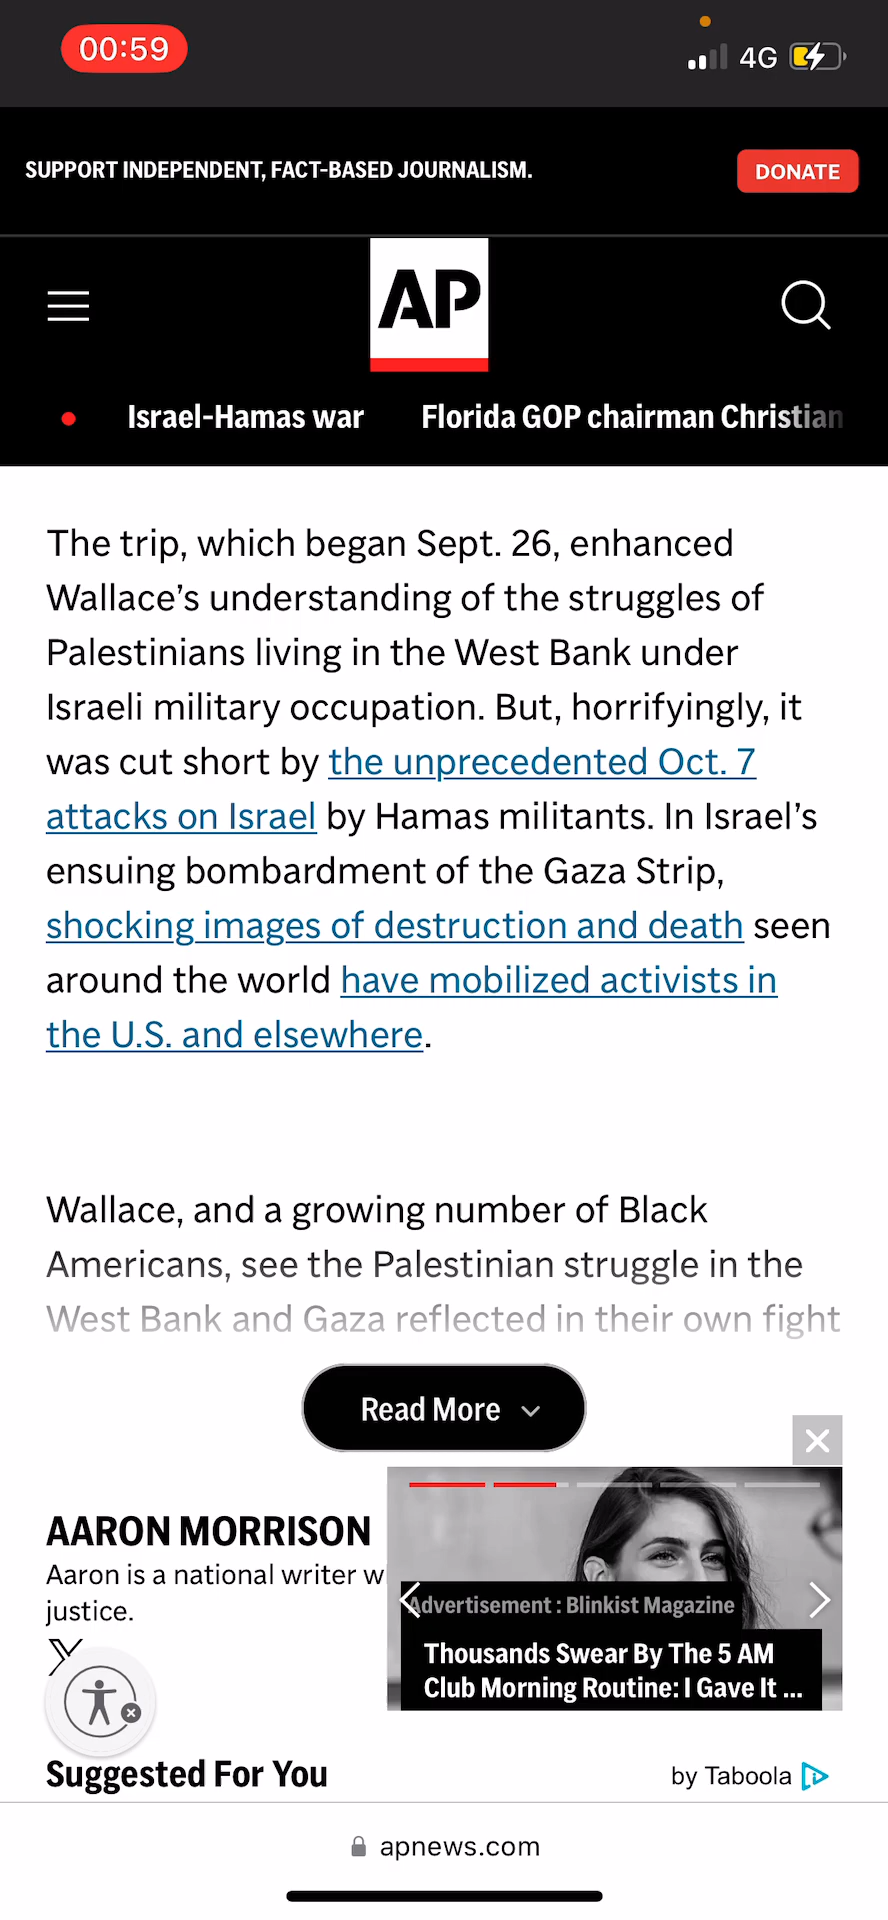 00:59
4G
SUPPORT INDEPENDENT, FACT-BASED JOURNALISM.
DONATE
AP
Israel-Hamas war
Florida GOP chairman Christian
The trip, which began Sept. 26, enhanced
Wallace’s understanding of the struggles of
Palestinians living in the West Bank under
Israeli military occupation. But, horrifyingly, it
was cut short by the unprecedented Oct. 7
attacks on Israel by Hamas militants. In Israel’s
ensuing bombardment of the Gaza Strip,
shocking images of destruction and death seen
around the world have mobilized activists in
the U.S. and elsewhere.
Wallace, and a growing number of Black
Americans, see the Palestinian struggle in the
West Bank and Gaza reflected in their own fight
Read More
AARON MORRISON
Aaron is a national writer w
justice.
Advertisement : Blinkist Magazine
Thousands Swear By The 5 AM
Club Morning Routine: I Gave It ...
Suggested For You
by Taboola
apnews.com